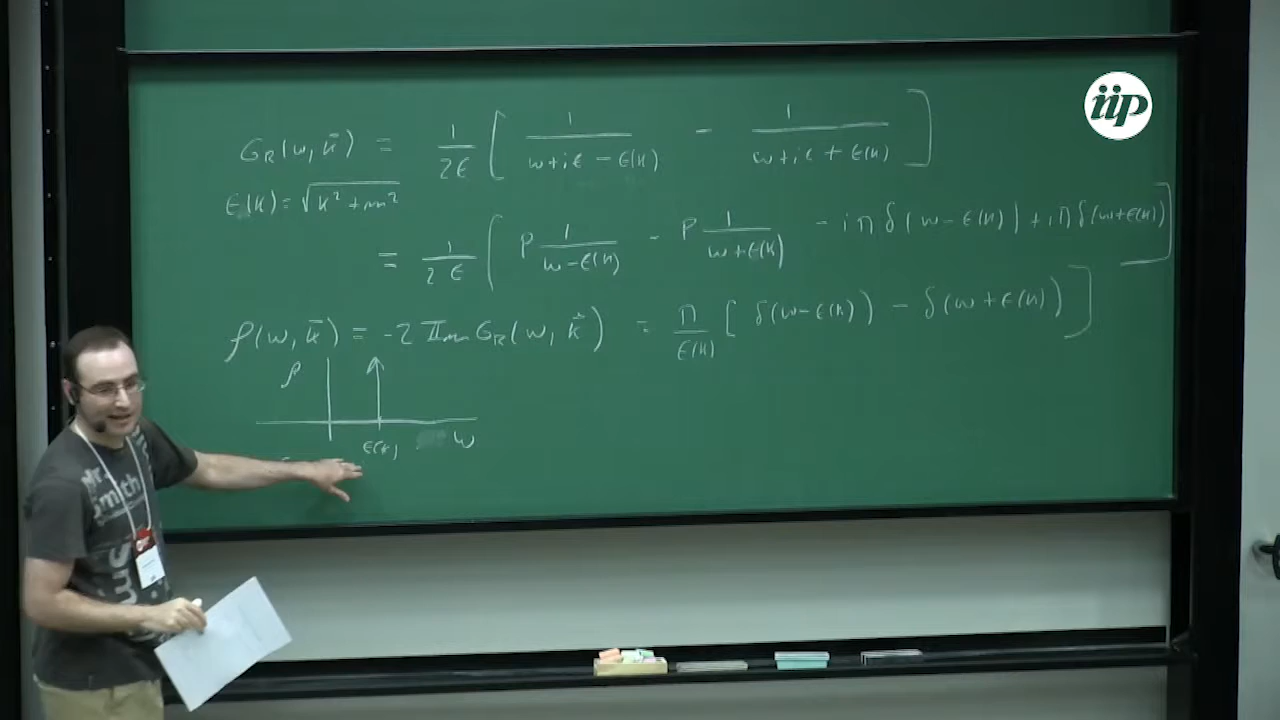 iip
G_R(ω, k̄) = 1/2ϵ [ 1/(ω+iϵ − ϵ(k)) − 1/(ω+iϵ + ϵ(k)) ]
ϵ(k) = √(k² + m²)
= 1/2ϵ [ P 1/(ω−ϵ(k)) − P 1/(ω+ϵ(k)) − iπ δ(ω−ϵ(k)) + iπ δ(ω+ϵ(k)) ]
ρ(ω, k̄) = −2 Im G_R(ω, k̄) = π/ϵ(k) [ δ(ω−ϵ(k)) − δ(ω+ϵ(k)) ]
ρ
ϵ(k) ω